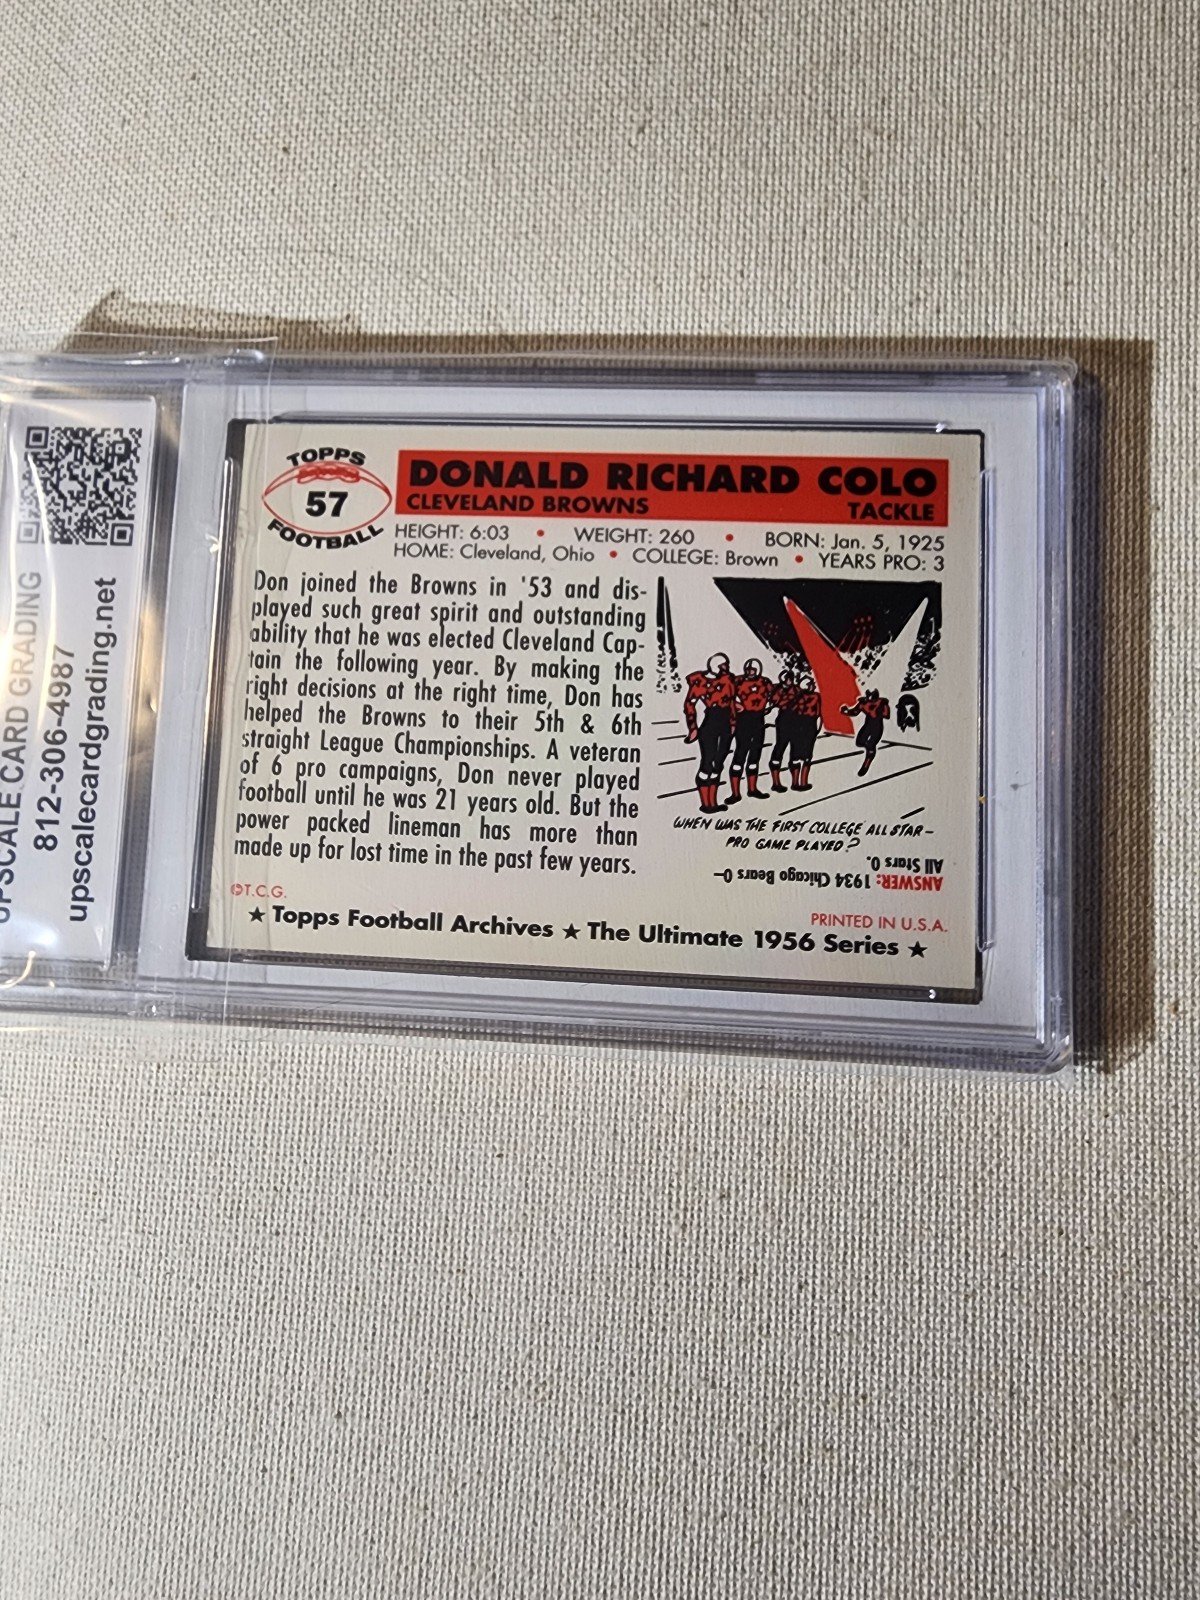 UPSCALE CARD GRADING
812-306-4987
upscalecardgrading.net
TOPPS
57
FOOTBALL
DONALD RICHARD COLO
CLEVELAND BROWNS TACKLE
HEIGHT: 6:03 • WEIGHT: 260 • BORN: Jan. 5, 1925
HOME: Cleveland, Ohio • COLLEGE: Brown • YEARS PRO: 3
Don joined the Browns in '53 and dis-
played such great spirit and outstanding
ability that he was elected Cleveland Cap-
tain the following year. By making the
right decisions at the right time, Don has
helped the Browns to their 5th & 6th
straight League Championships. A veteran
of 6 pro campaigns, Don never played
football until he was 21 years old. But the
power packed lineman has more than
made up for lost time in the past few years.
WHEN WAS THE FIRST COLLEGE ALL STAR–
PRO GAME PLAYED?
ANSWER: 1934 Chicago Bears 0–
All Stars 0.
©T.C.G.
PRINTED IN U.S.A.
★ Topps Football Archives ★ The Ultimate 1956 Series ★